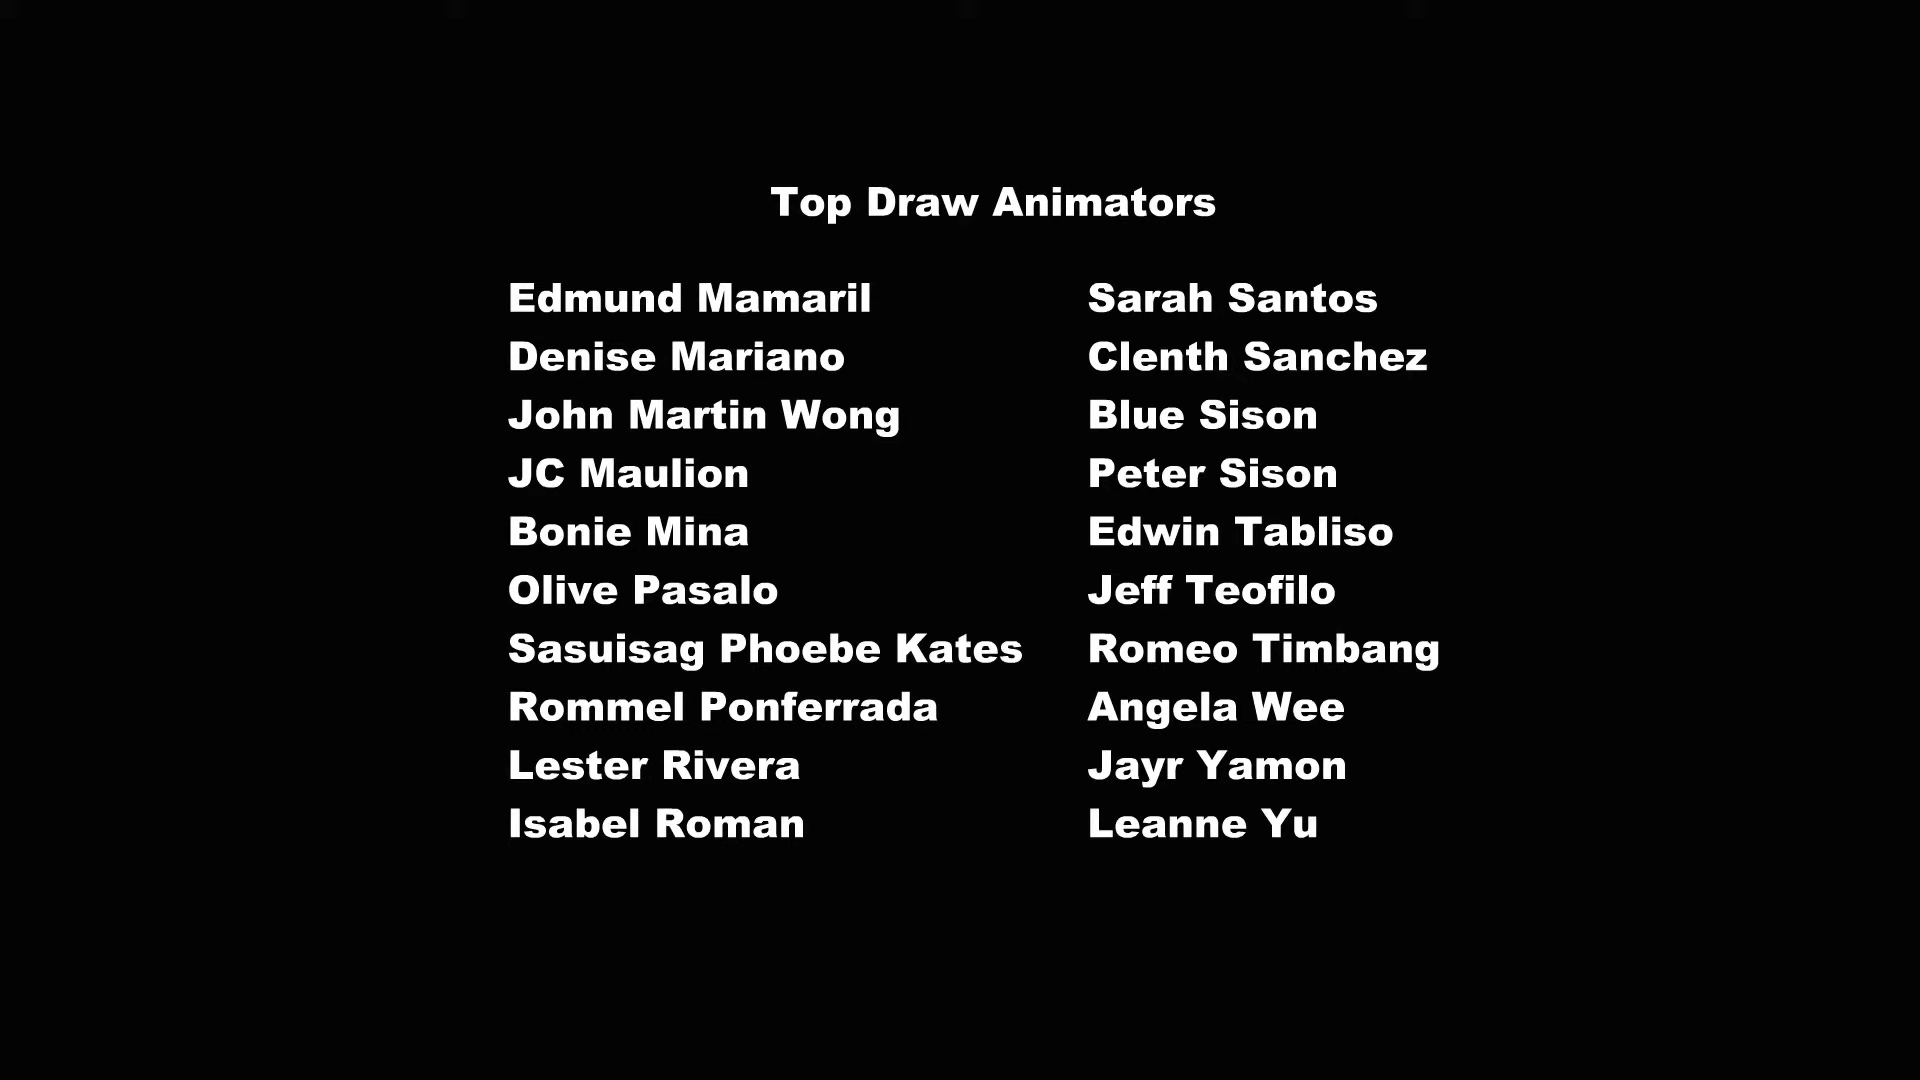 Top Draw Animators
Edmund Mamaril
Denise Mariano
John Martin Wong
JC Maulion
Bonie Mina
Olive Pasalo
Sasuisag Phoebe Kates
Rommel Ponferrada
Lester Rivera
Isabel Roman
Sarah Santos
Clenth Sanchez
Blue Sison
Peter Sison
Edwin Tabliso
Jeff Teofilo
Romeo Timbang
Angela Wee
Jayr Yamon
Leanne Yu